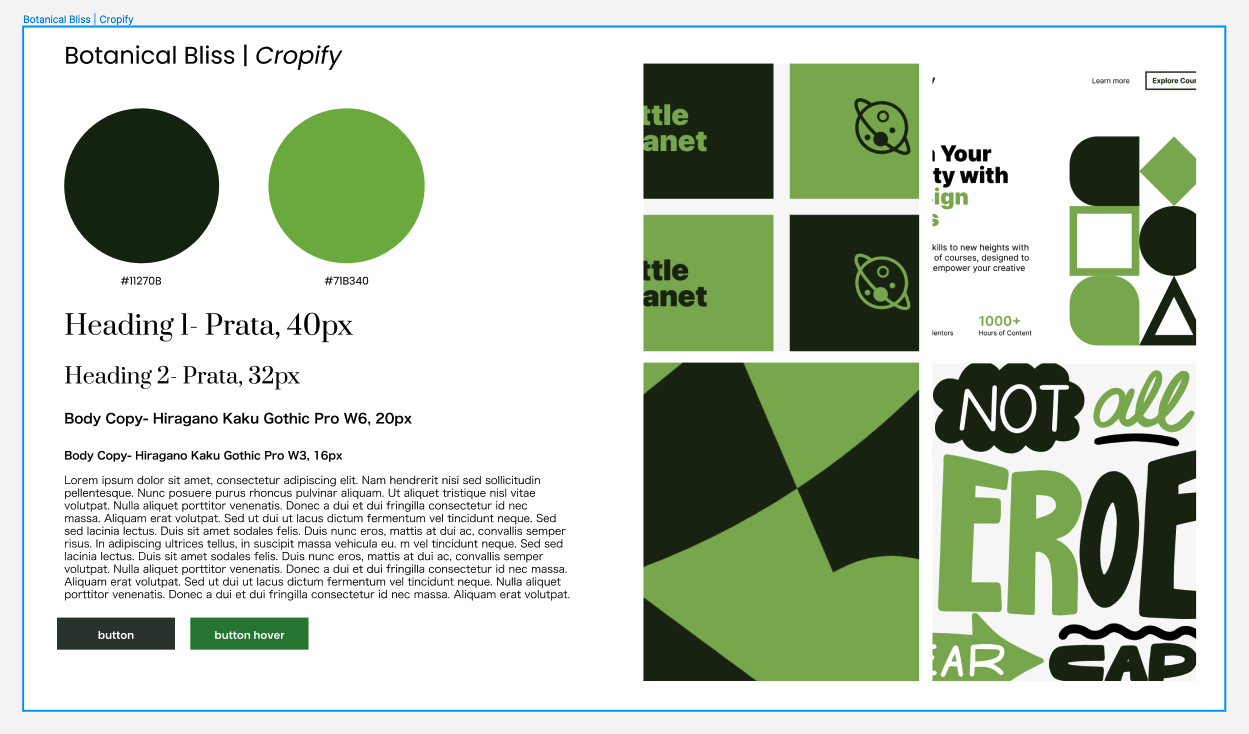 Botanical Bliss | Cropify
Botanical Bliss | Cropify
#11270B
#71B340
Heading 1- Prata, 40px
Heading 2- Prata, 32px
Body Copy- Hiragano Kaku Gothic Pro W6, 20px
Body Copy- Hiragano Kaku Gothic Pro W3, 16px
Lorem ipsum dolor sit amet, consectetur adipiscing elit. Nam hendrerit nisi sed sollicitudin
pellentesque. Nunc posuere purus rhoncus pulvinar aliquam. Ut aliquet tristique nisl vitae
volutpat. Nulla aliquet porttitor venenatis. Donec a dui et dui fringilla consectetur id nec
massa. Aliquam erat volutpat. Sed ut dui ut lacus dictum fermentum vel tincidunt neque. Sed
sed lacinia lectus. Duis sit amet sodales felis. Duis nunc eros, mattis at dui ac, convallis semper
risus. In adipiscing ultrices tellus, in suscipit massa vehicula eu. m vel tincidunt neque. Sed sed
lacinia lectus. Duis sit amet sodales felis. Duis nunc eros, mattis at dui ac, convallis semper
volutpat. Nulla aliquet porttitor venenatis. Donec a dui et dui fringilla consectetur id nec massa.
Aliquam erat volutpat. Sed ut dui ut lacus dictum fermentum vel tincidunt neque. Nulla aliquet
porttitor venenatis. Donec a dui et dui fringilla consectetur id nec massa. Aliquam erat volutpat.
button
button hover
ttle
anet
ttle
anet
Learn more
Explore Cour
n Your
ty with
ign
s
kills to new heights with
of courses, designed to
empower your creative
1000+
Mentors
Hours of Content
NOT all
EROE
EAR CAP